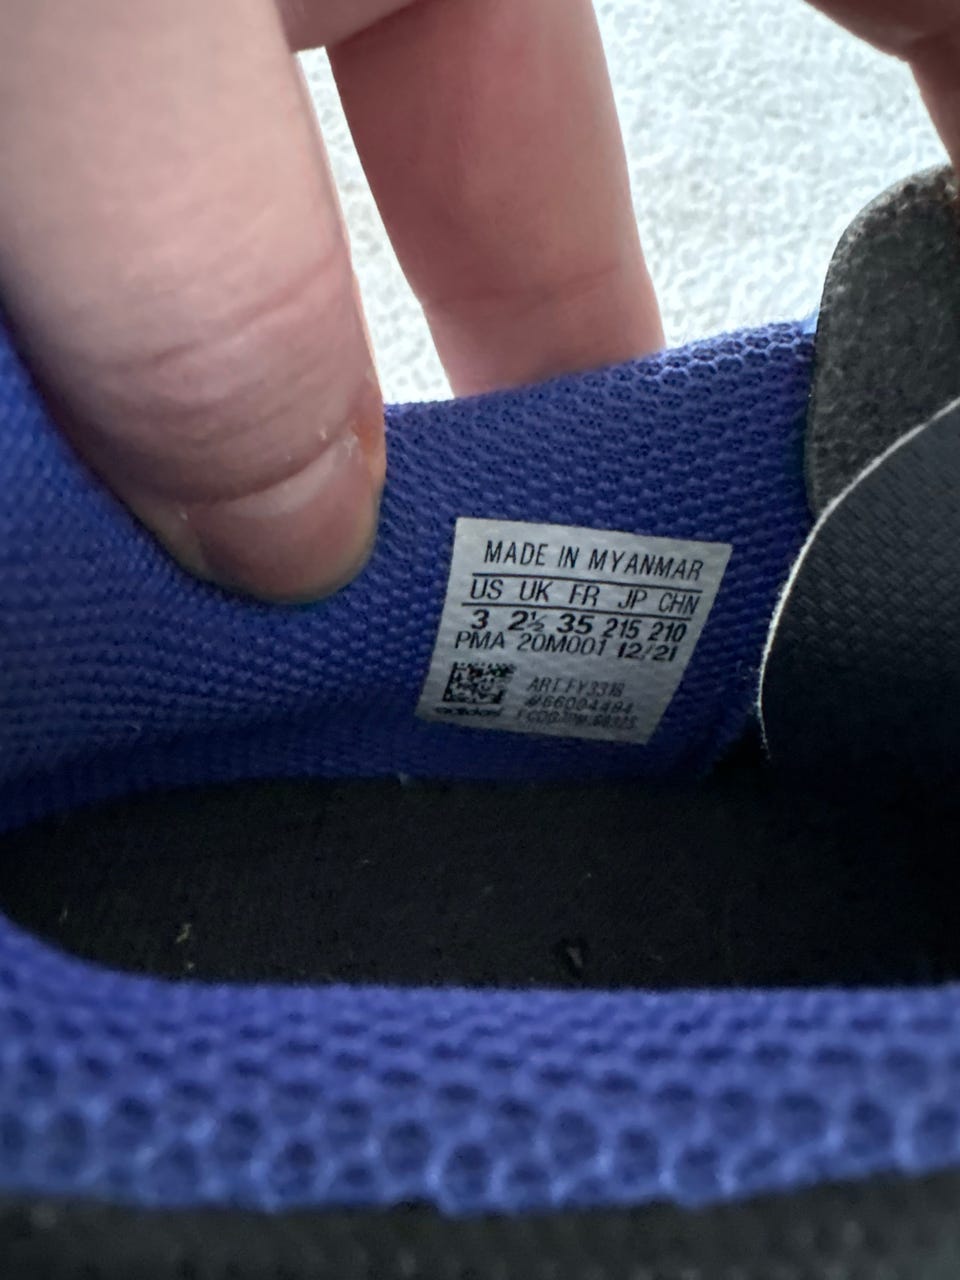 MADE IN MYANMAR
US UK FR JP CHN
3 2½ 35 215 210
PMA 20M001 12/21
ART FY3318
#66004494
adidas